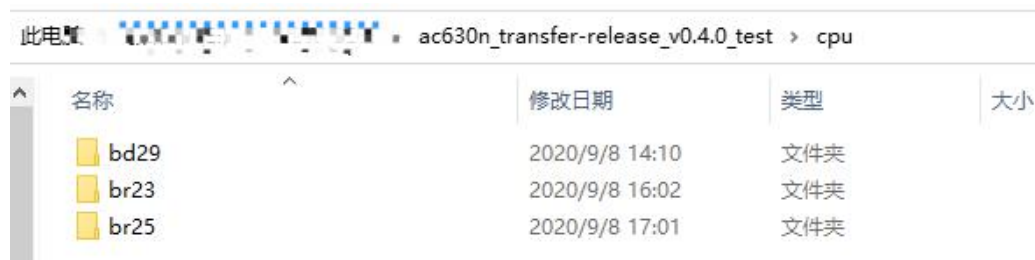 此电脑 ac630n_transfer-release_v0.4.0_test > cpu
名称 修改日期 类型 大小
bd29 2020/9/8 14:10 文件夹
br23 2020/9/8 16:02 文件夹
br25 2020/9/8 17:01 文件夹